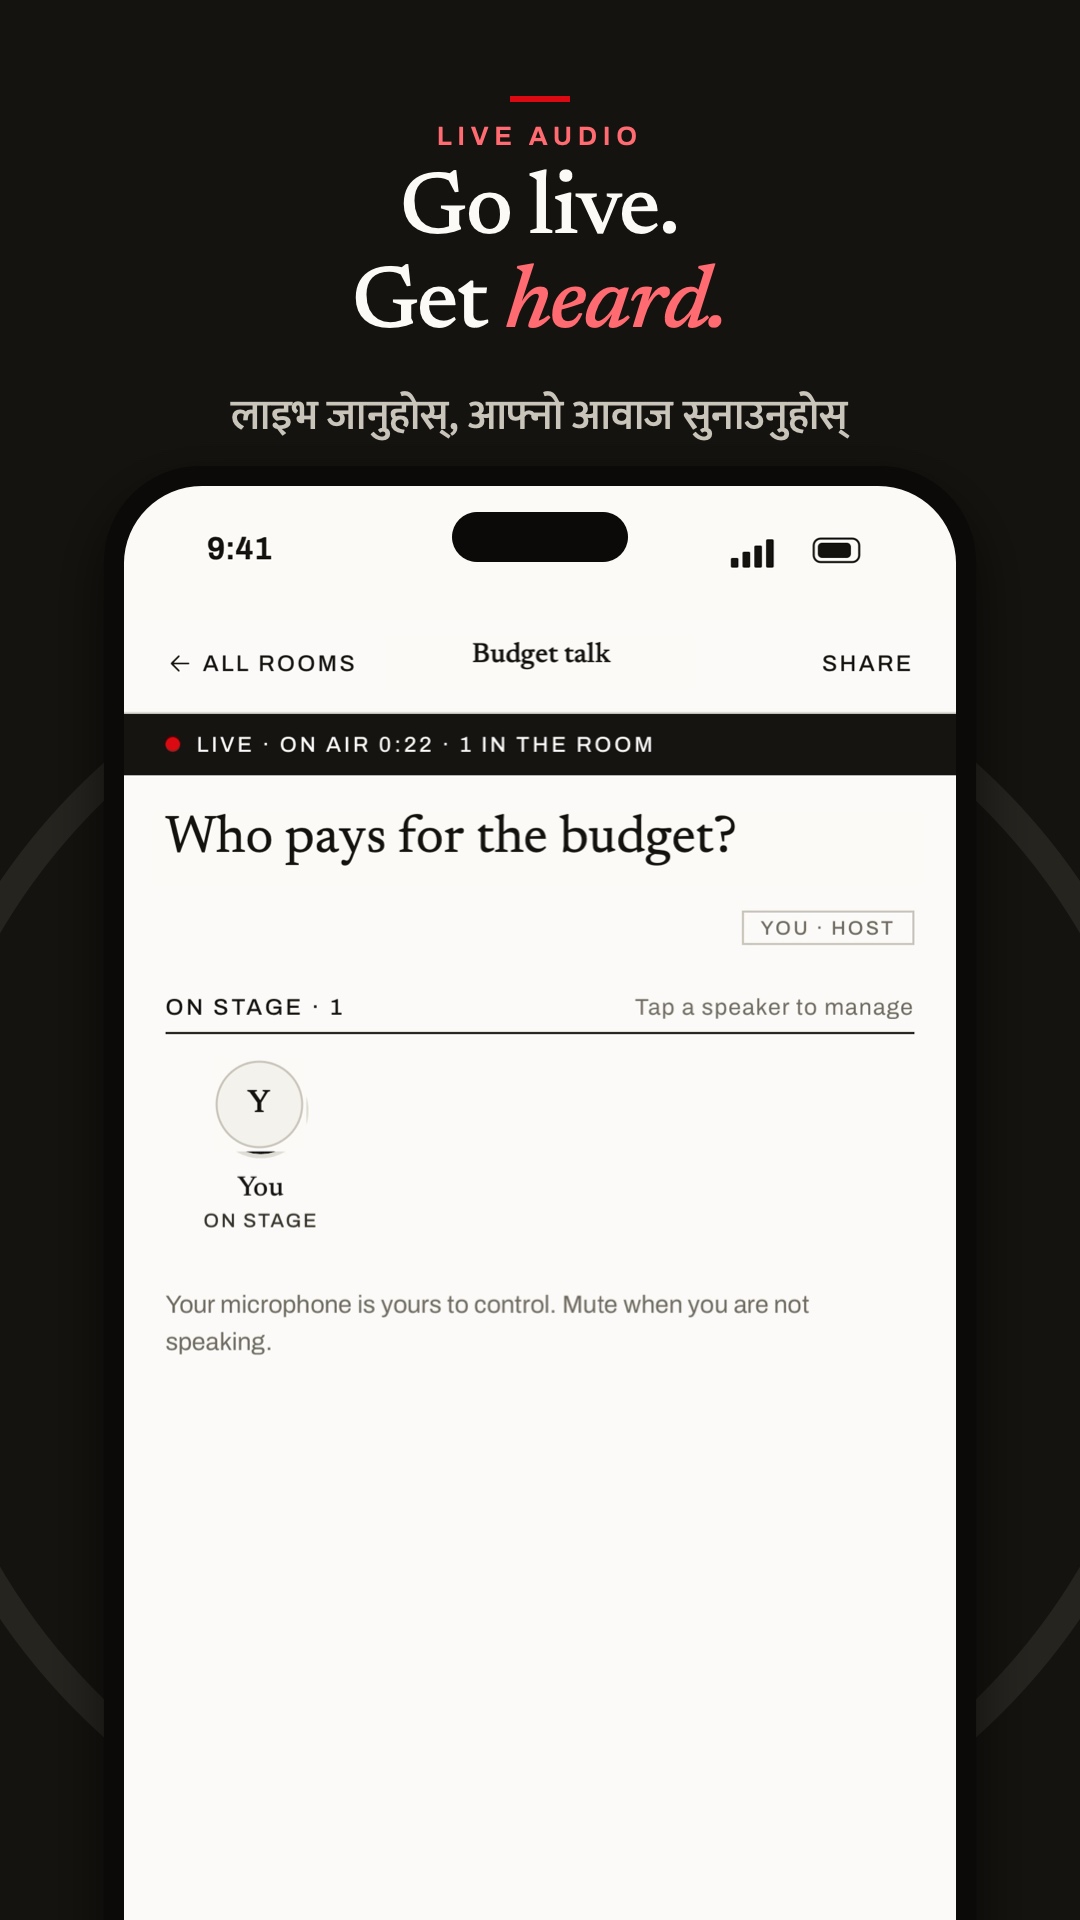 LIVE AUDIO
Go live.
Get heard.
लाइभ जानुहोस्, आफ्नो आवाज सुनाउनुहोस्
9:41
← ALL ROOMS
Budget talk
SHARE
LIVE · ON AIR 0:22 · 1 IN THE ROOM
Who pays for the budget?
YOU · HOST
ON STAGE · 1
Tap a speaker to manage
Y
You
ON STAGE
Your microphone is yours to control. Mute when you are not
speaking.